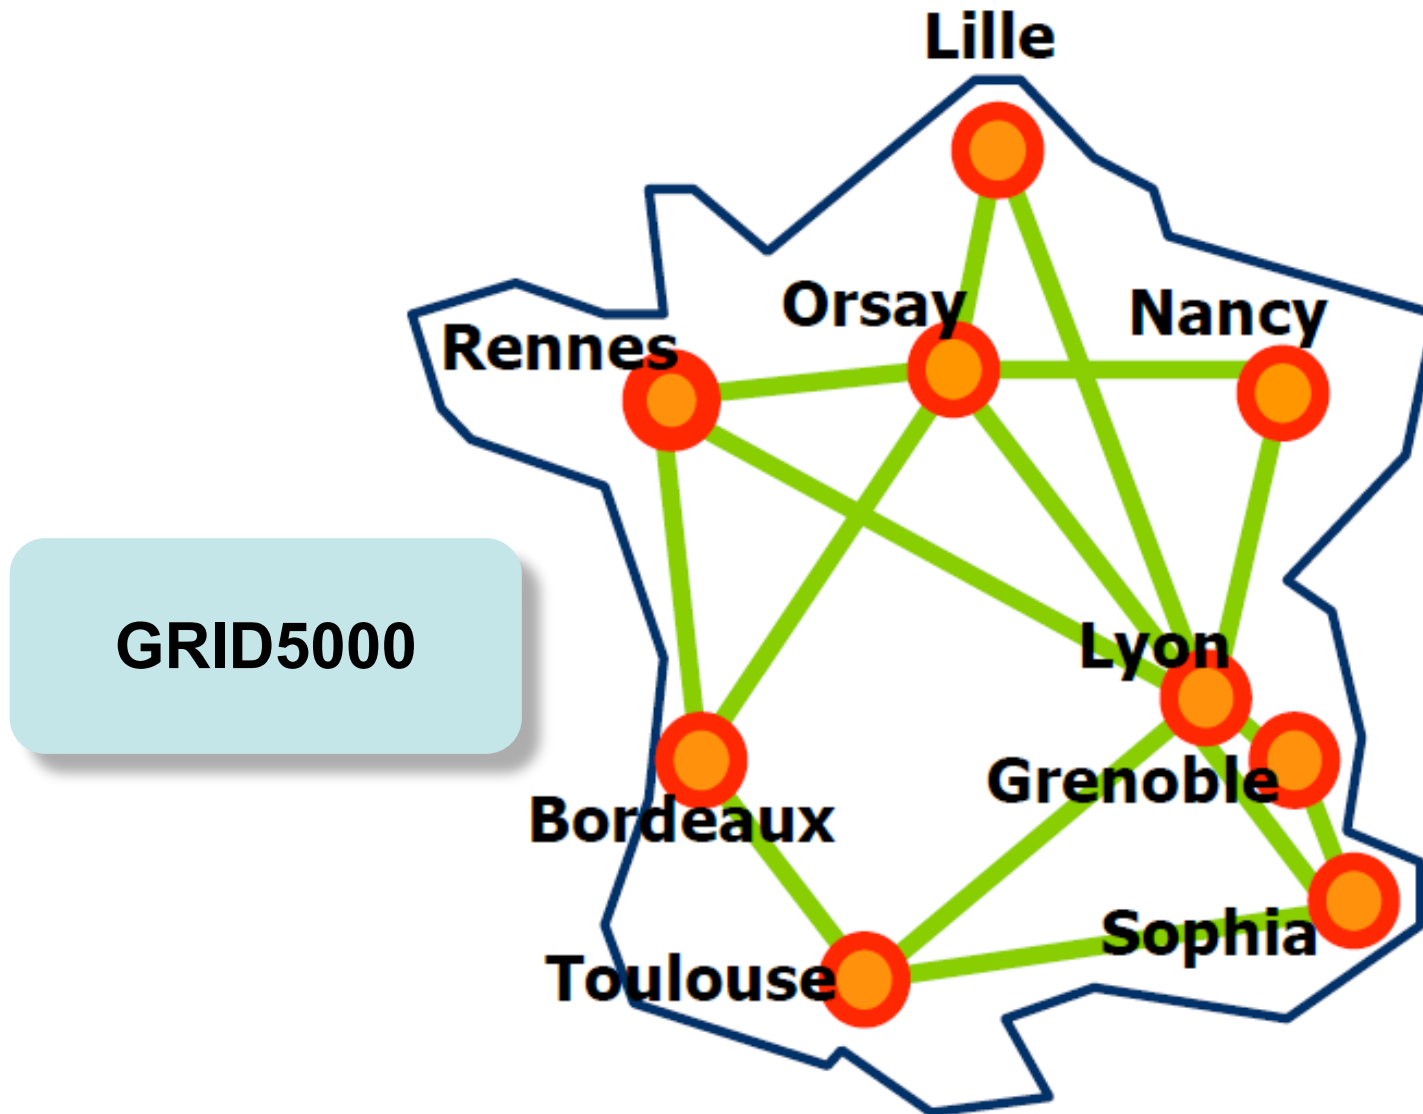 Lille
Orsay
Nancy
Rennes
GRID5000
Lyon
Grenoble
Bordeaux
Sophia
Toulouse